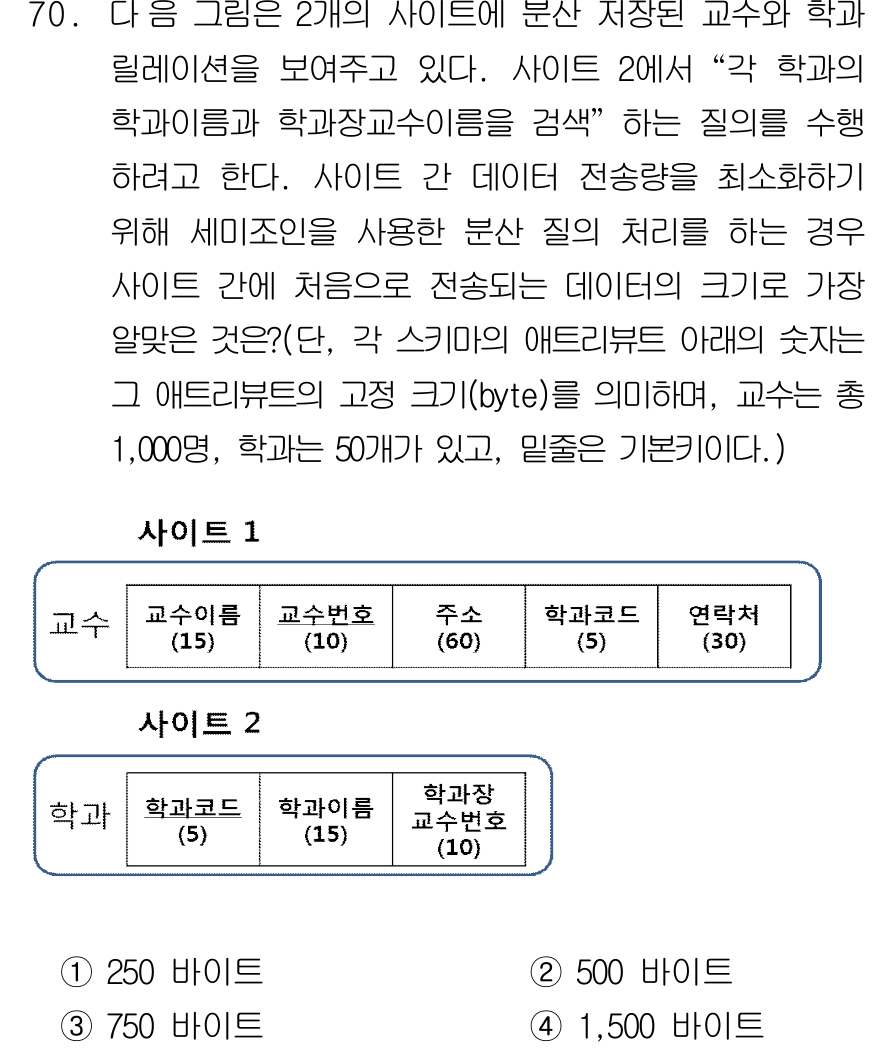 70. 다음 그림은 2개의 사이트에 분산 저장된 교수와 학과
릴레이션을 보여주고 있다. 사이트 2에서 “각 학과의
학과이름과 학과장교수이름을 검색” 하는 질의를 수행
하려고 한다. 사이트 간 데이터 전송량을 최소화하기
위해 세미조인을 사용한 분산 질의 처리를 하는 경우
사이트 간에 처음으로 전송되는 데이터의 크기로 가장
알맞은 것은?(단, 각 스키마의 애트리뷰트 아래의 숫자는
그 애트리뷰트의 고정 크기(byte)를 의미하며, 교수는 총
1,000명, 학과는 50개가 있고, 밑줄은 기본키이다.)
사이트 1
교수 교수이름 교수번호 주소 학과코드 연락처
(15) (10) (60) (5) (30)
사이트 2
학과 학과코드 학과이름 학과장 교수번호
(5) (15) (10)
① 250 바이트 ② 500 바이트
③ 750 바이트 ④ 1,500 바이트